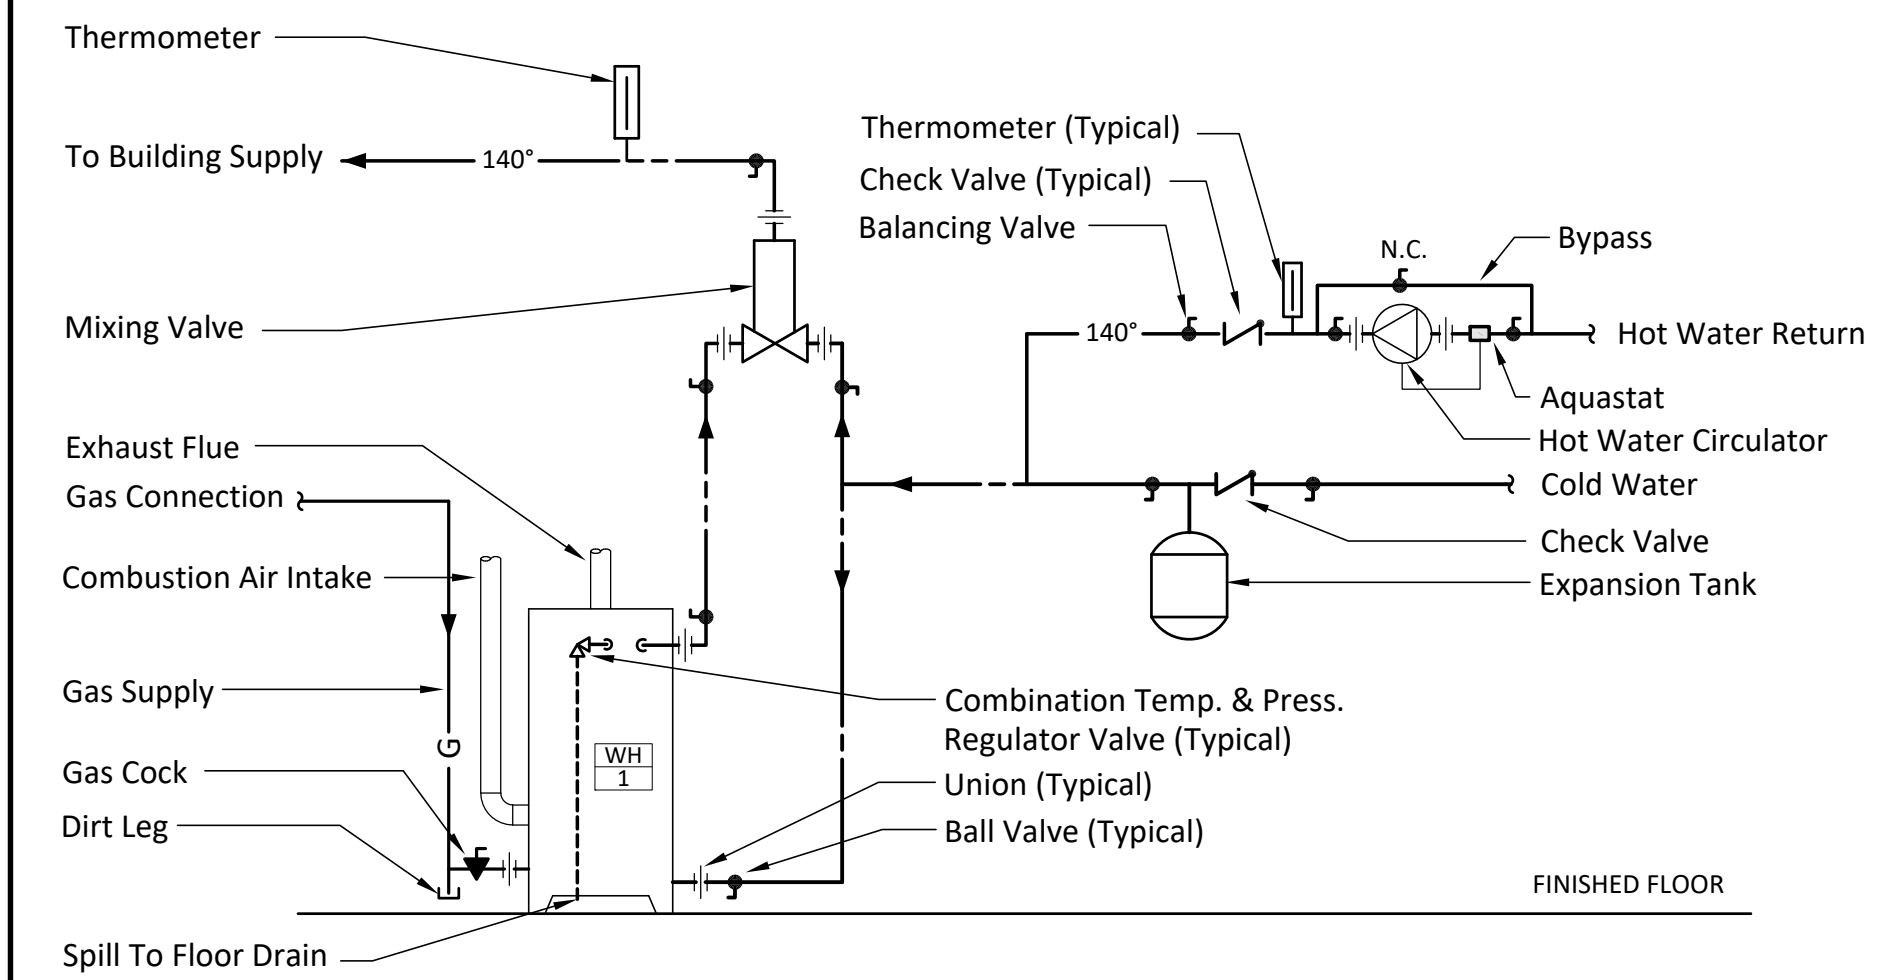 Thermometer
To Building Supply
140°
Mixing Valve
Exhaust Flue
Gas Connection
Combustion Air Intake
Gas Supply
G
Gas Cock
Dirt Leg
Spill To Floor Drain
WH
1
Thermometer (Typical)
Check Valve (Typical)
Balancing Valve
N.C.
Bypass
140°
Hot Water Return
Aquastat
Hot Water Circulator
Cold Water
Check Valve
Expansion Tank
Combination Temp. & Press.
Regulator Valve (Typical)
Union (Typical)
Ball Valve (Typical)
FINISHED FLOOR